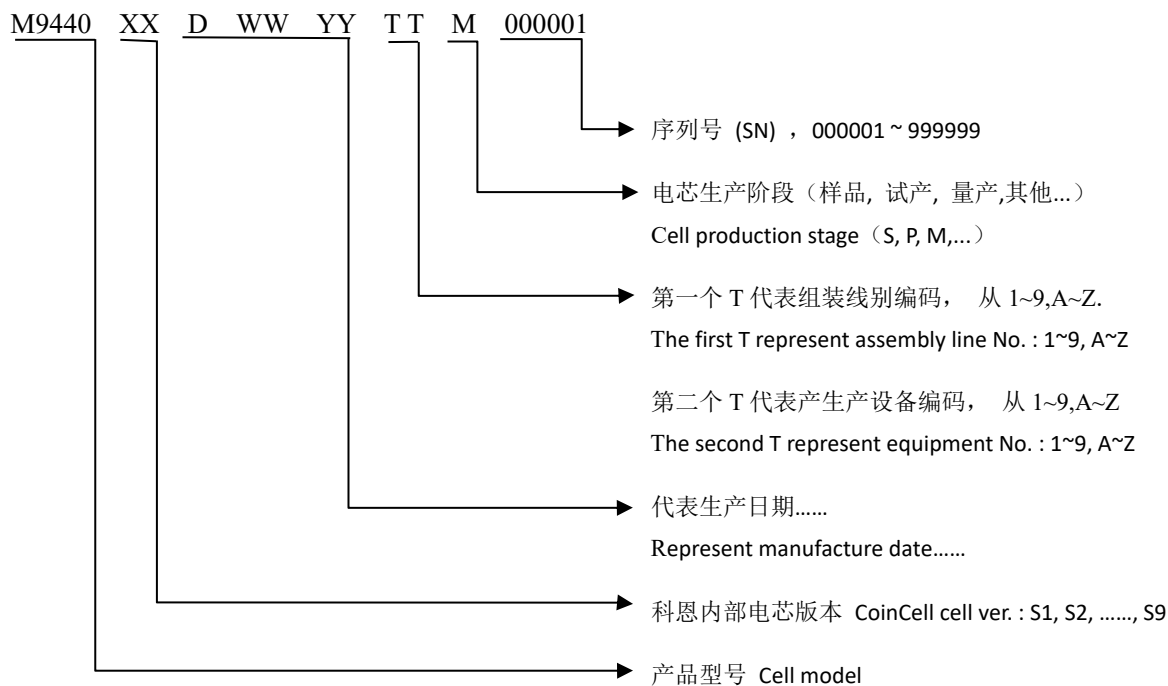 M9440 XX D WW YY T T M 000001
序列号 (SN) ，000001 ~ 999999
电芯生产阶段（样品, 试产, 量产,其他...）
Cell production stage（S, P, M,...）
第一个 T 代表组装线别编码， 从 1~9,A~Z.
The first T represent assembly line No. : 1~9, A~Z
第二个 T 代表产生产设备编码， 从 1~9,A~Z
The second T represent equipment No. : 1~9, A~Z
代表生产日期……
Represent manufacture date……
科恩内部电芯版本 CoinCell cell ver. : S1, S2, ……, S9
产品型号 Cell model